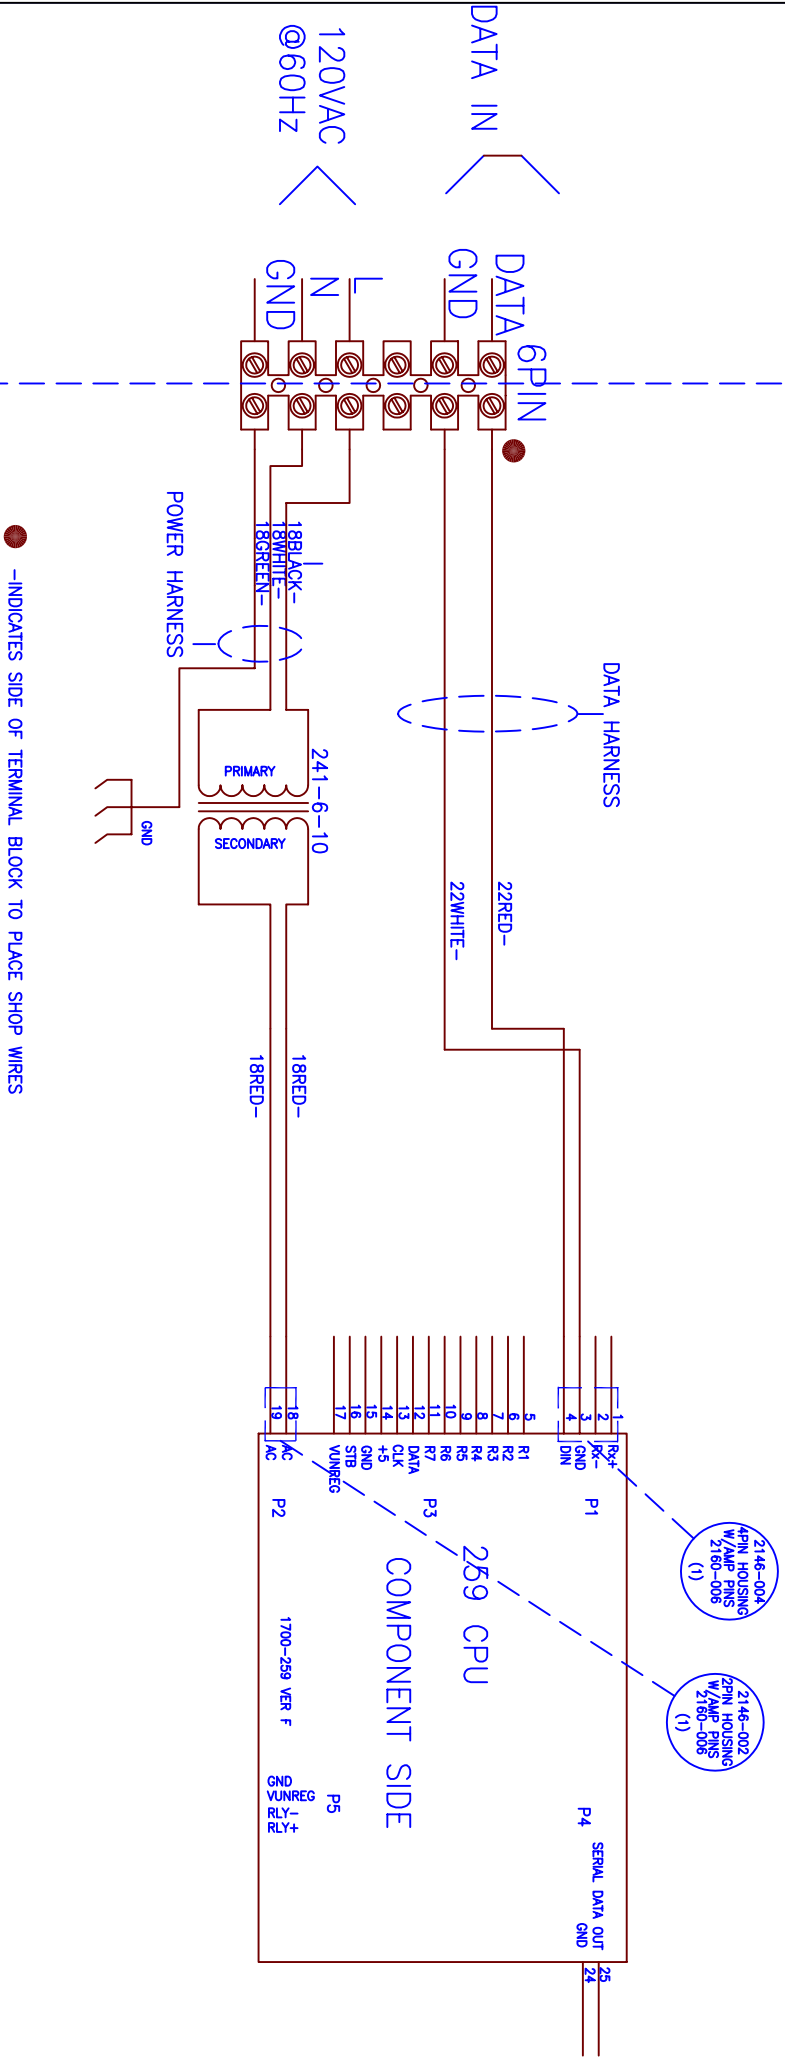 DATA IN
120VAC
@60Hz
DATA
GND
L
N
GND
6PIN
POWER HARNESS
18BLACK-
18WHITE-
18GREEN-
DATA HARNESS
-INDICATES SIDE OF TERMINAL BLOCK TO PLACE SHOP WIRES
241-6-10
PRIMARY
SECONDARY
GND
22RED-
22WHITE-
18RED-
18RED-
1 Rx+
2 Rx-
3 GND
4 DIN
P1
5 R1
6 R2
7 R3
8 R4
9 R5
10 R6
11 R7
12 DATA
13 CLK
14 +5
15 GND
16 STB
17 VUNREG
P3
18 AC
19 AC
P2
2146-004
4PIN HOUSING
W/AMP PINS
2160-006
(1)
2146-002
2PIN HOUSING
W/AMP PINS
2160-006
(1)
259 CPU
COMPONENT SIDE
1700-259 VER F
P5
GND
VUNREG
RLY-
RLY+
P4
SERIAL DATA OUT
GND
25
24